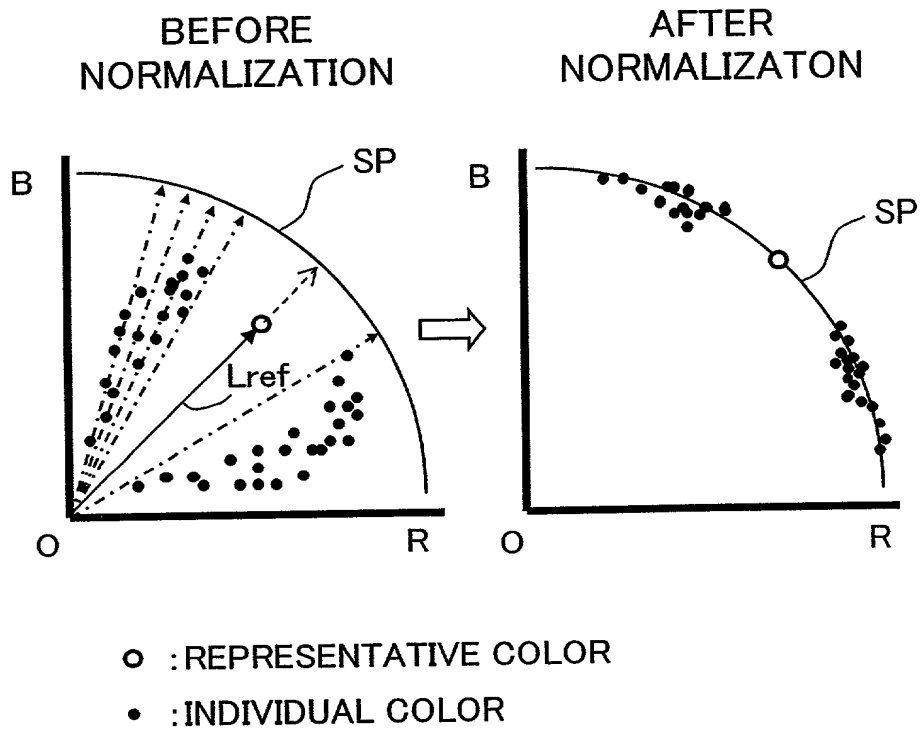 BEFORE
NORMALIZATION
AFTER
NORMALIZATON
B
SP
Lref
O
R
B
SP
O
R
:REPRESENTATIVE COLOR
:INDIVIDUAL COLOR